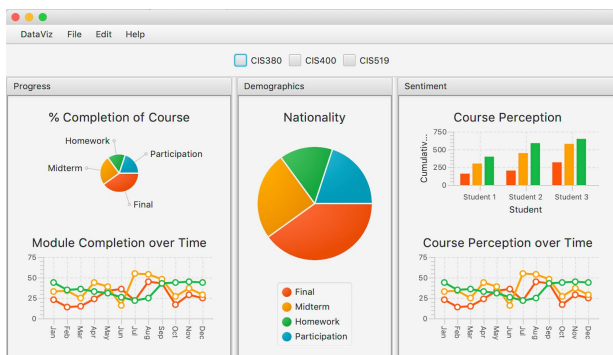 DataViz File Edit Help
CIS380 CIS400 CIS519
Progress
% Completion of Course
Homework
Participation
Midterm
Final
Module Completion over Time
75
50
25
0
Jan Feb Mar Apr May Jun Jul Aug Sep Oct Nov Dec
Demographics
Nationality
Final
Midterm
Homework
Participation
Sentiment
Course Perception
Cumulativ...
750
500
250
0
Student 1 Student 2 Student 3
Student
Course Perception over Time
75
50
25
0
Jan Feb Mar Apr May Jun Jul Aug Sep Oct Nov Dec